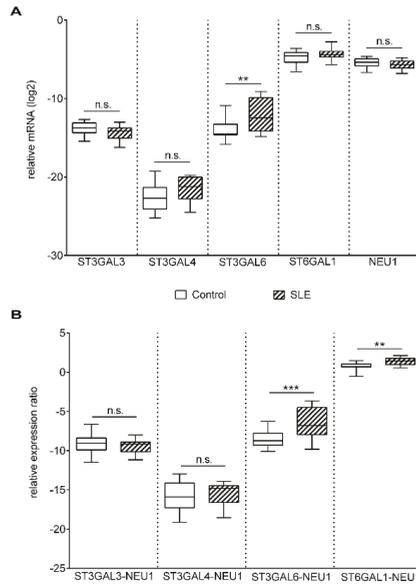 A
relative mRNA (log2)
0
-10
-20
-30
n.s.
n.s.
**
n.s.
n.s.
ST3GAL3 ST3GAL4 ST3GAL6 ST6GAL1 NEU1
Control SLE
B
relative expression ratio
5
0
-5
-10
-15
-20
-25
n.s.
n.s.
***
**
ST3GAL3-NEU1 ST3GAL4-NEU1 ST3GAL6-NEU1 ST6GAL1-NEU